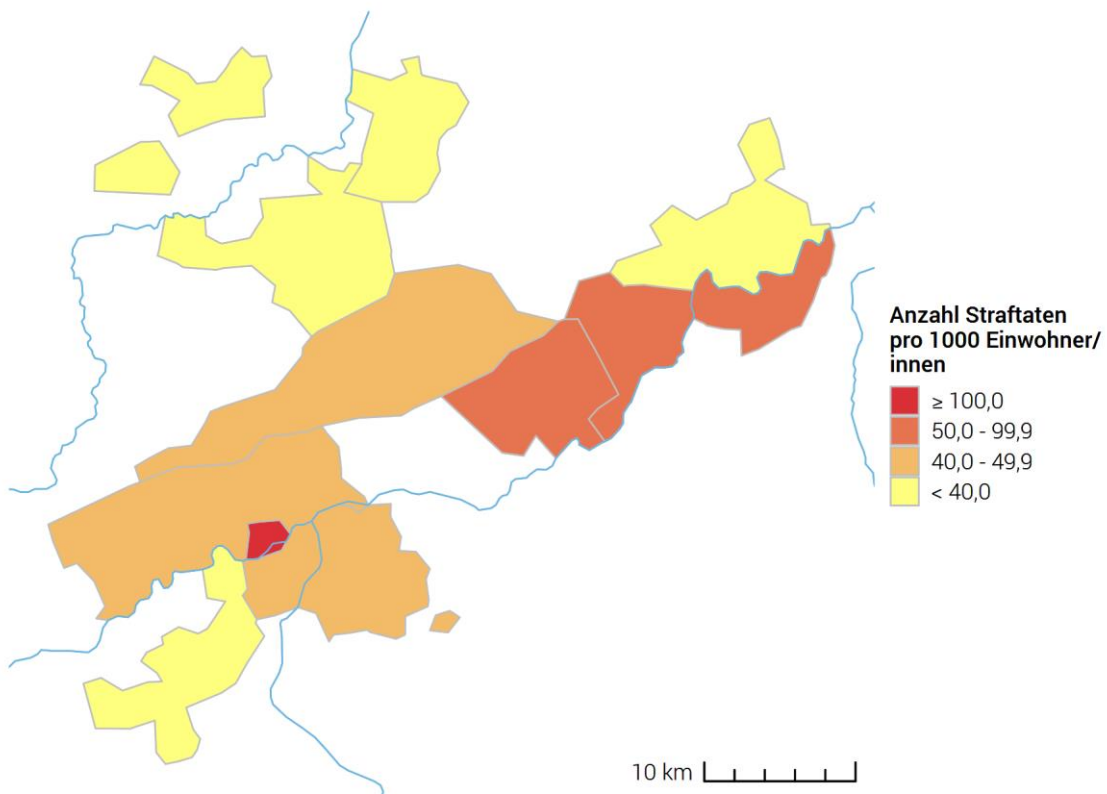 Anzahl Straftaten
pro 1000 Einwohner/
innen
≥ 100,0
50,0 - 99,9
40,0 - 49,9
< 40,0
10 km